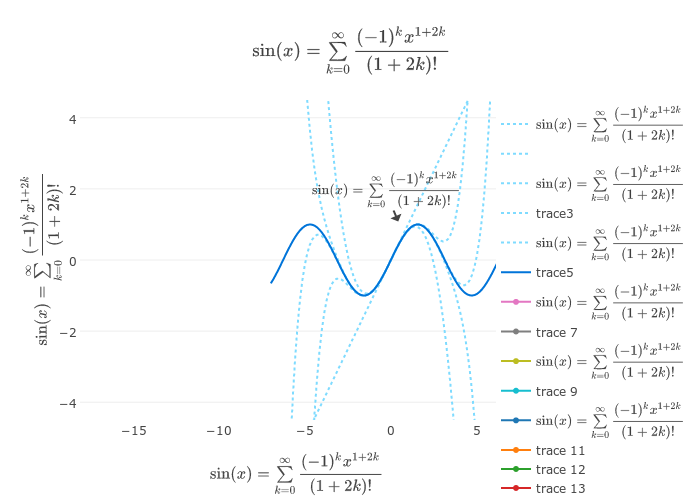 sin(x) = ∞∑k=0 (−1)^k x^{1+2k} / (1 + 2k)!
sin(x) = ∞∑k=0 (−1)^k x^{1+2k} / (1 + 2k)!
4
2
0
−2
−4
sin(x) = ∞∑k=0 (−1)^k x^{1+2k} / (1 + 2k)!
−15
−10
−5
0
5
sin(x) = ∞∑k=0 (−1)^k x^{1+2k} / (1 + 2k)!
sin(x) = ∞∑k=0 (−1)^k x^{1+2k} / (1 + 2k)!
sin(x) = ∞∑k=0 (−1)^k x^{1+2k} / (1 + 2k)!
trace3
sin(x) = ∞∑k=0 (−1)^k x^{1+2k} / (1 + 2k)!
trace5
sin(x) = ∞∑k=0 (−1)^k x^{1+2k} / (1 + 2k)!
trace 7
sin(x) = ∞∑k=0 (−1)^k x^{1+2k} / (1 + 2k)!
trace 9
sin(x) = ∞∑k=0 (−1)^k x^{1+2k} / (1 + 2k)!
trace 11
trace 12
trace 13